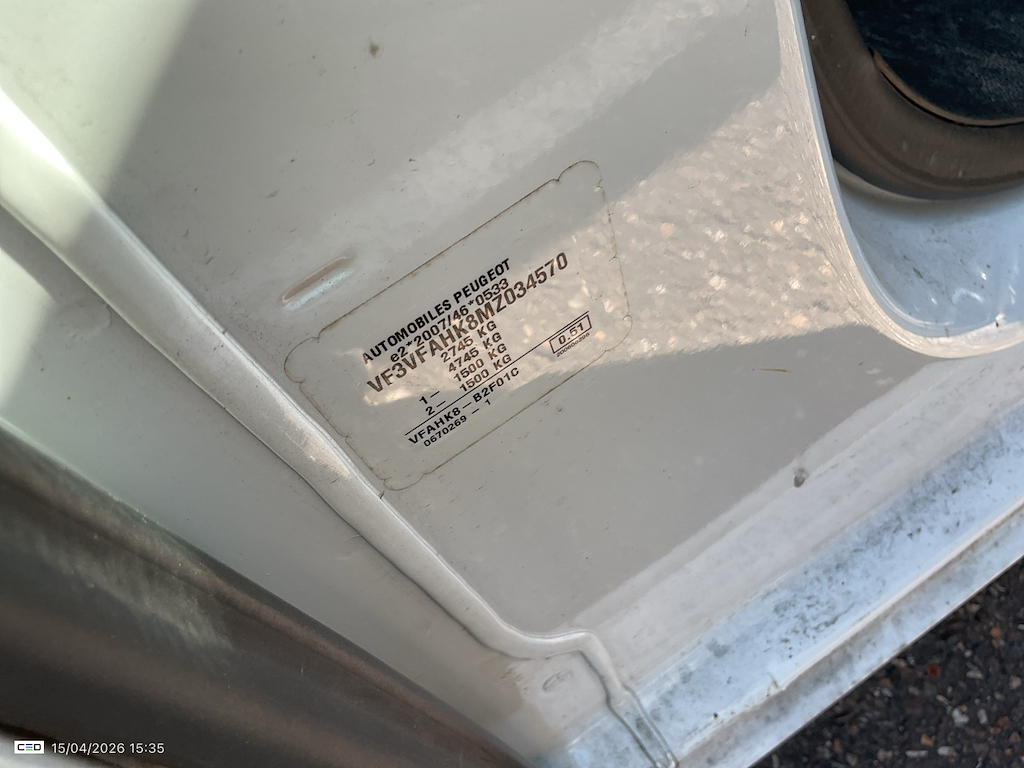 AUTOMOBILES PEUGEOT
e2*2007/46*0533
VF3VFAHK8MZ034570
2745 KG
4745 KG
1 – 1500 KG
2 – 1500 KG
0.51
VFAHK8 – B2F01C
0670269 – 1
CEO 15/04/2026 15:35